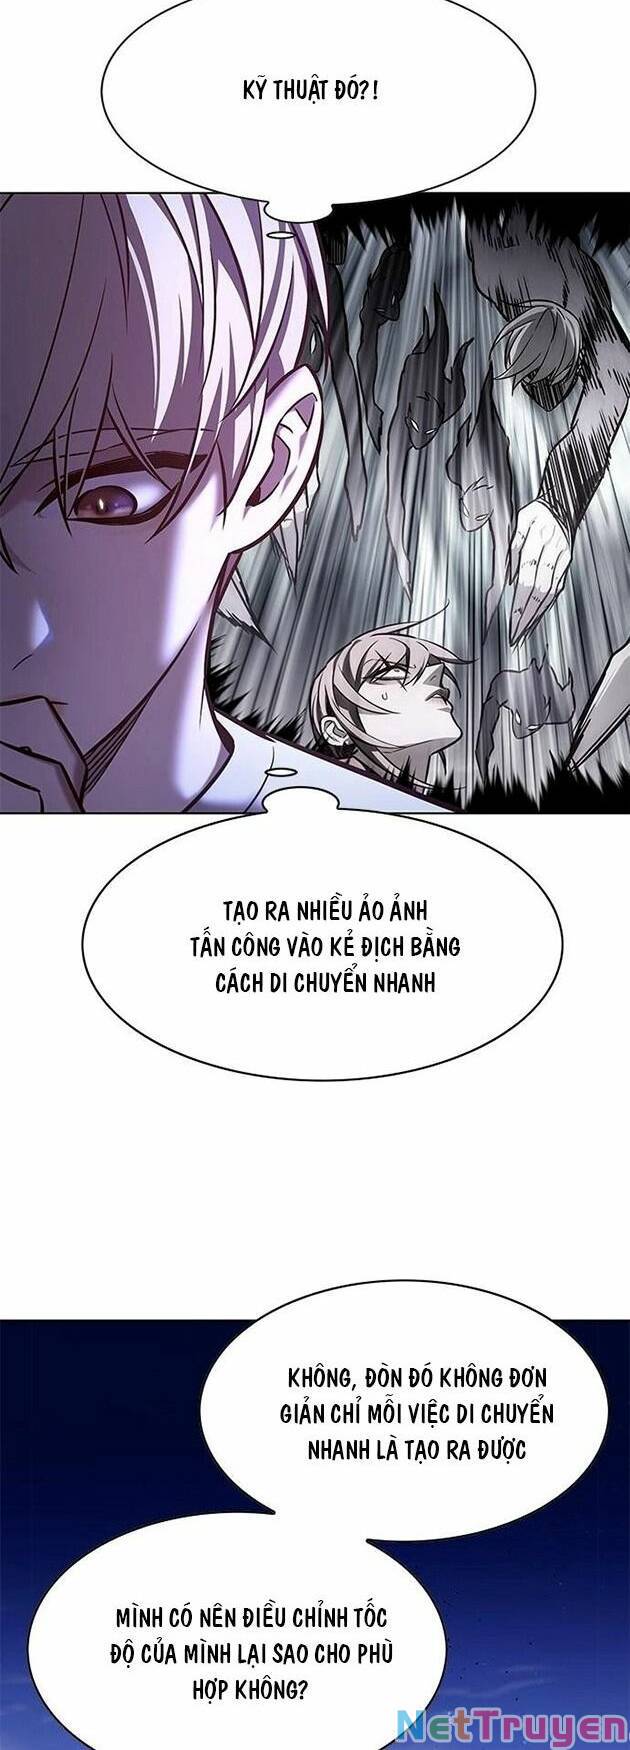 KỸ THUẬT ĐÓ?!
TẠO RA NHIỀU ẢO ẢNH
TẤN CÔNG VÀO KẺ ĐỊCH BẰNG
CÁCH DI CHUYỂN NHANH
KHÔNG, ĐÒN ĐÓ KHÔNG ĐƠN
GIẢN CHỈ MỖI VIỆC DI CHUYỂN
NHANH LÀ TẠO RA ĐƯỢC
MÌNH CÓ NÊN ĐIỀU CHỈNH TỐC
ĐỘ CỦA MÌNH LẠI SAO CHO PHÙ
HỢP KHÔNG?
NetTruyen